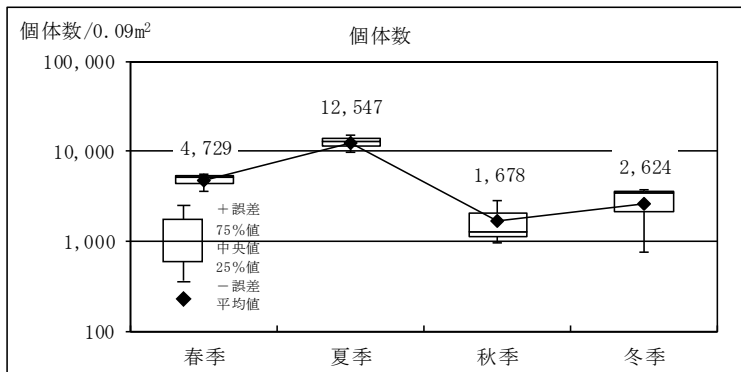 個体数/0.09m²
個体数
100,000
10,000
1,000
100
4,729
12,547
1,678
2,624
＋誤差
75%値
中央値
25%値
－誤差
平均値
春季
夏季
秋季
冬季